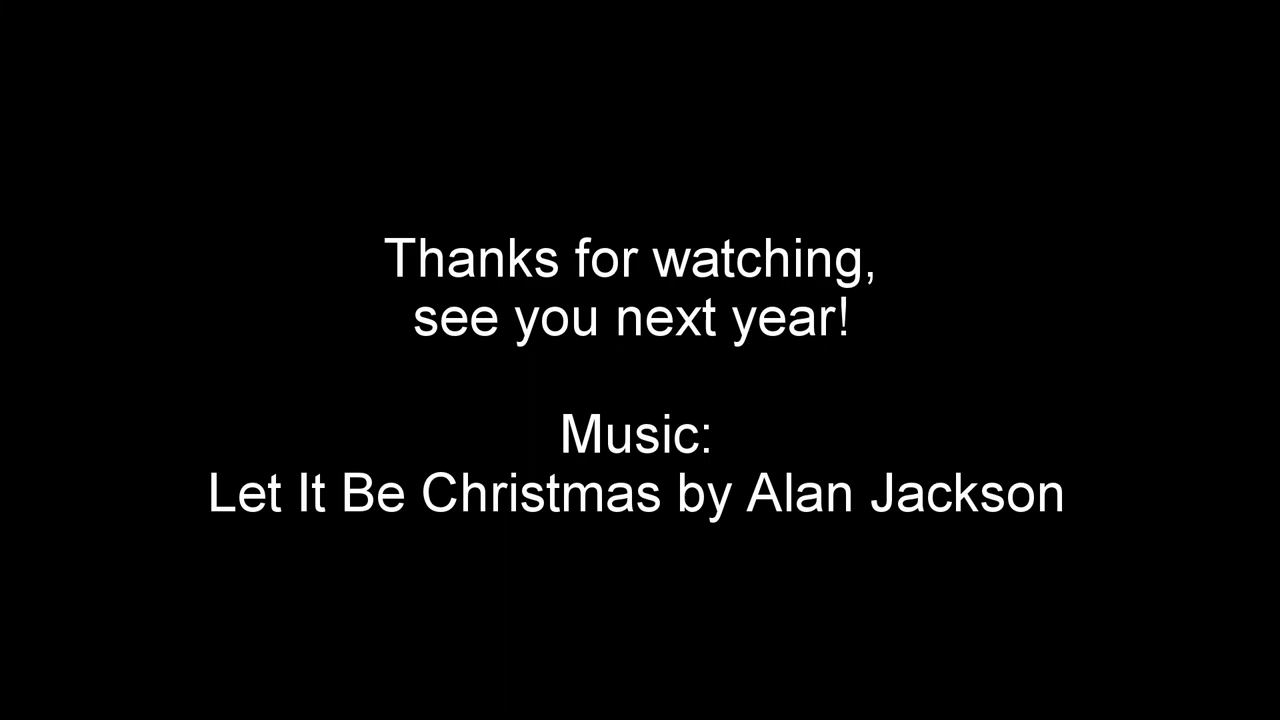 Thanks for watching,
see you next year!
Music:
Let It Be Christmas by Alan Jackson